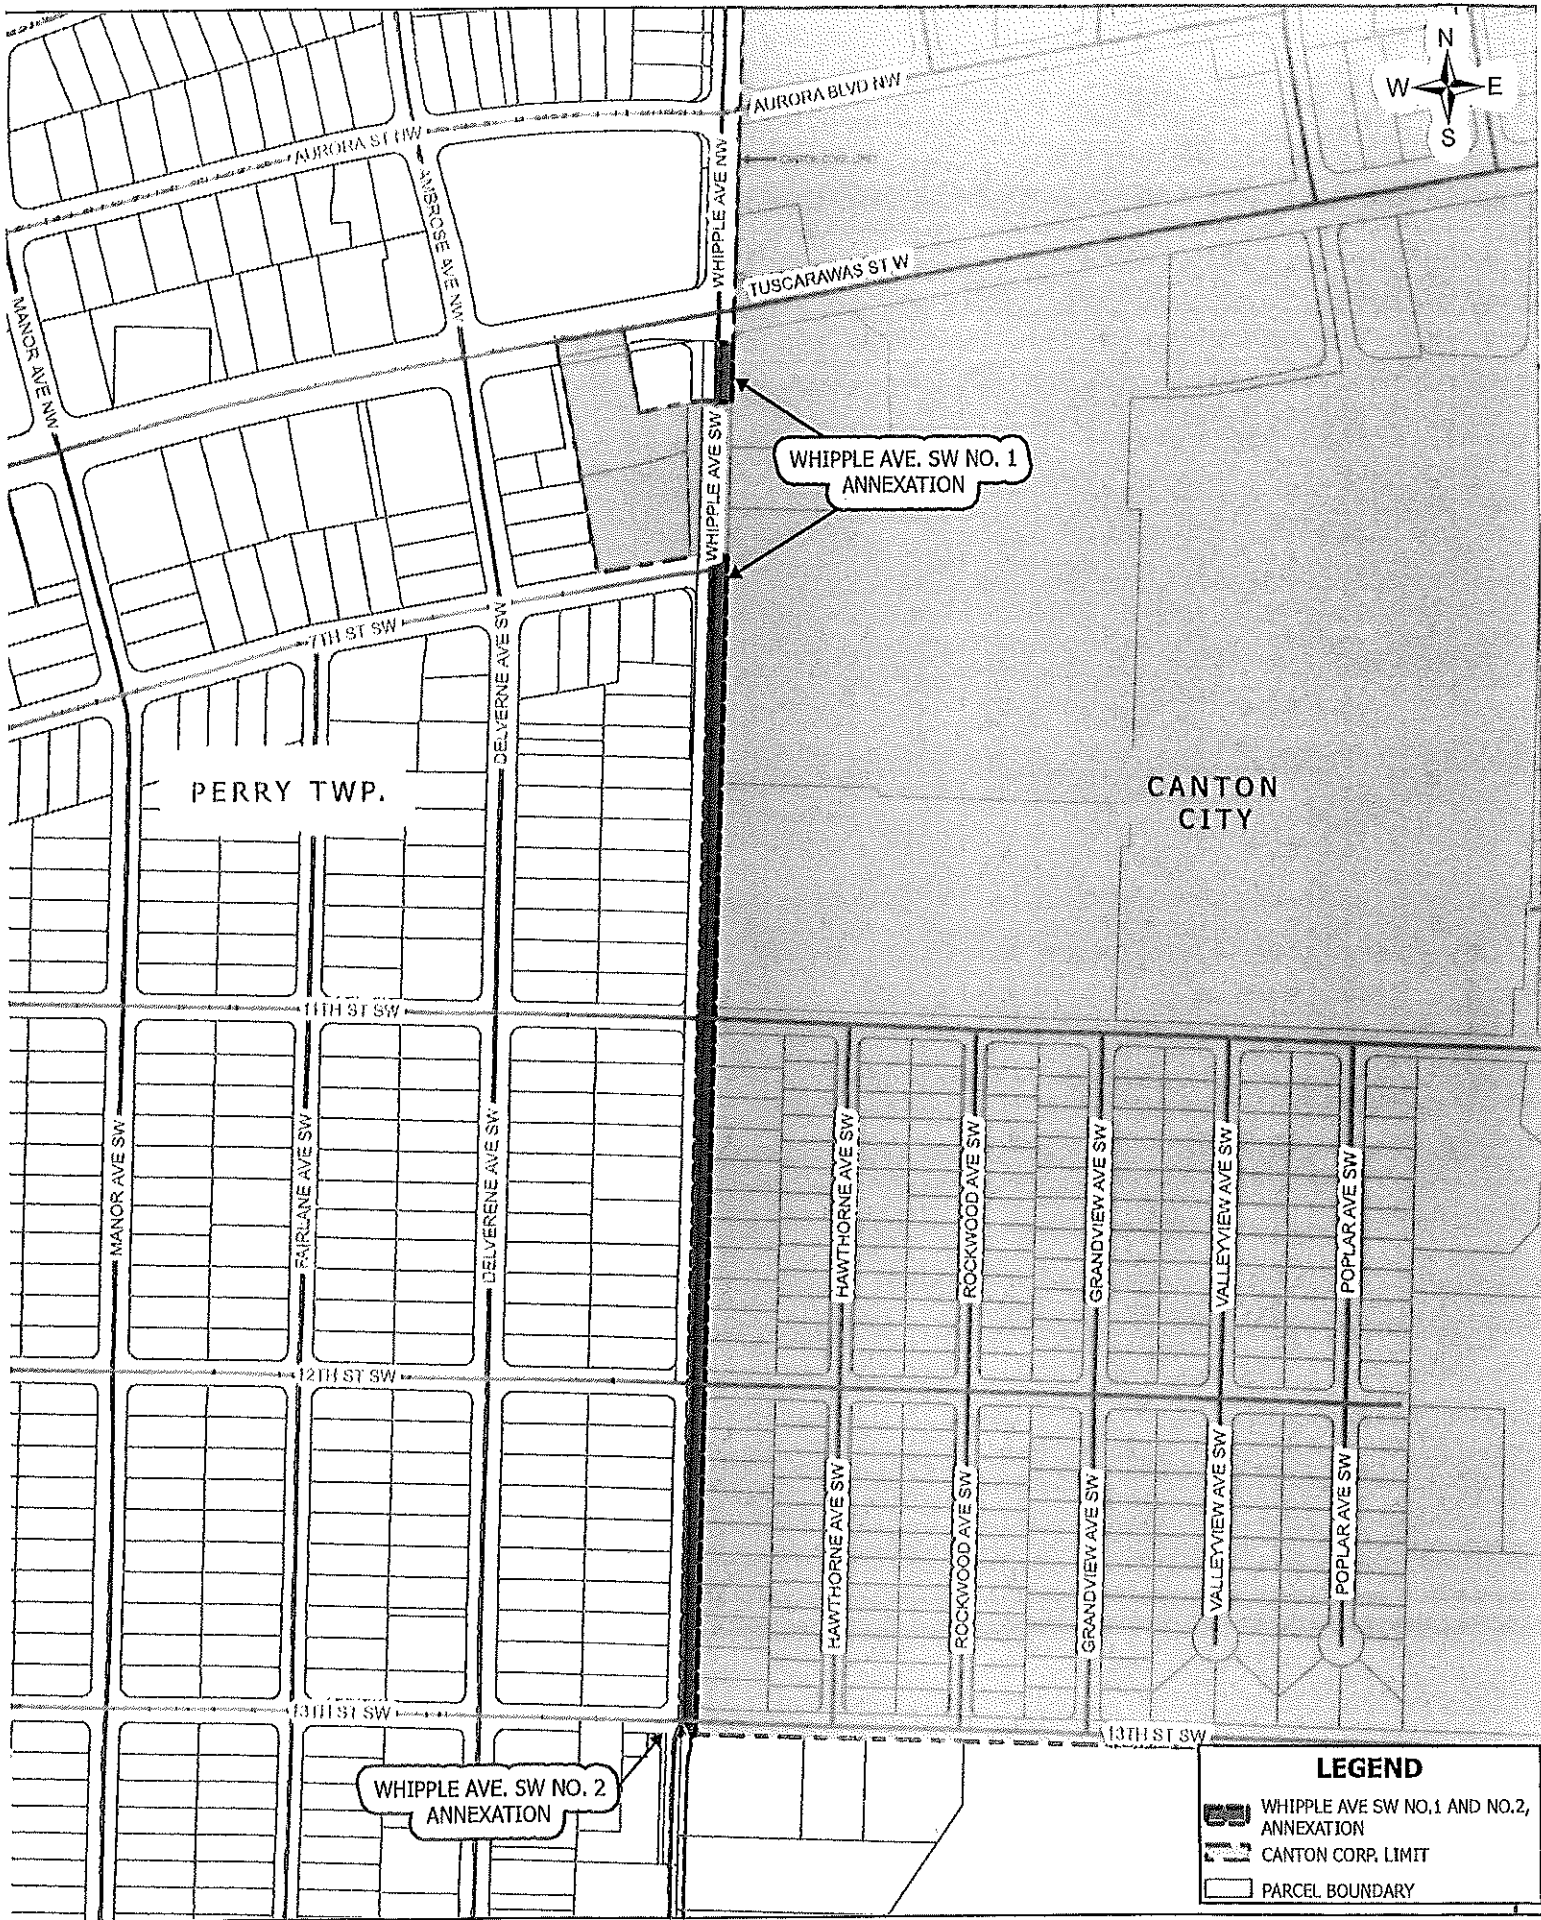 N
W E
S
AURORA BLVD NW
AURORA ST NW
AMBROSE AVE NW
WHIPPLE AVE NW
TUSCARAWAS ST W
MANOR AVE NW
WHIPPLE AVE. SW NO. 1
ANNEXATION
WHIPPLE AVE SW
7TH ST SW
DELVERNE AVE SW
PERRY TWP.
CANTON
CITY
11TH ST SW
MANOR AVE SW
FAIRLANE AVE SW
DELVERENE AVE SW
HAWTHORNE AVE SW
ROCKWOOD AVE SW
GRANDVIEW AVE SW
VALLEYVIEW AVE SW
POPLAR AVE SW
12TH ST SW
HAWTHORNE AVE SW
ROCKWOOD AVE SW
GRANDVIEW AVE SW
VALLEYVIEW AVE SW
POPLAR AVE SW
13TH ST SW
13TH ST SW
WHIPPLE AVE. SW NO. 2
ANNEXATION
LEGEND
WHIPPLE AVE SW NO.1 AND NO.2,
ANNEXATION
CANTON CORP. LIMIT
PARCEL BOUNDARY